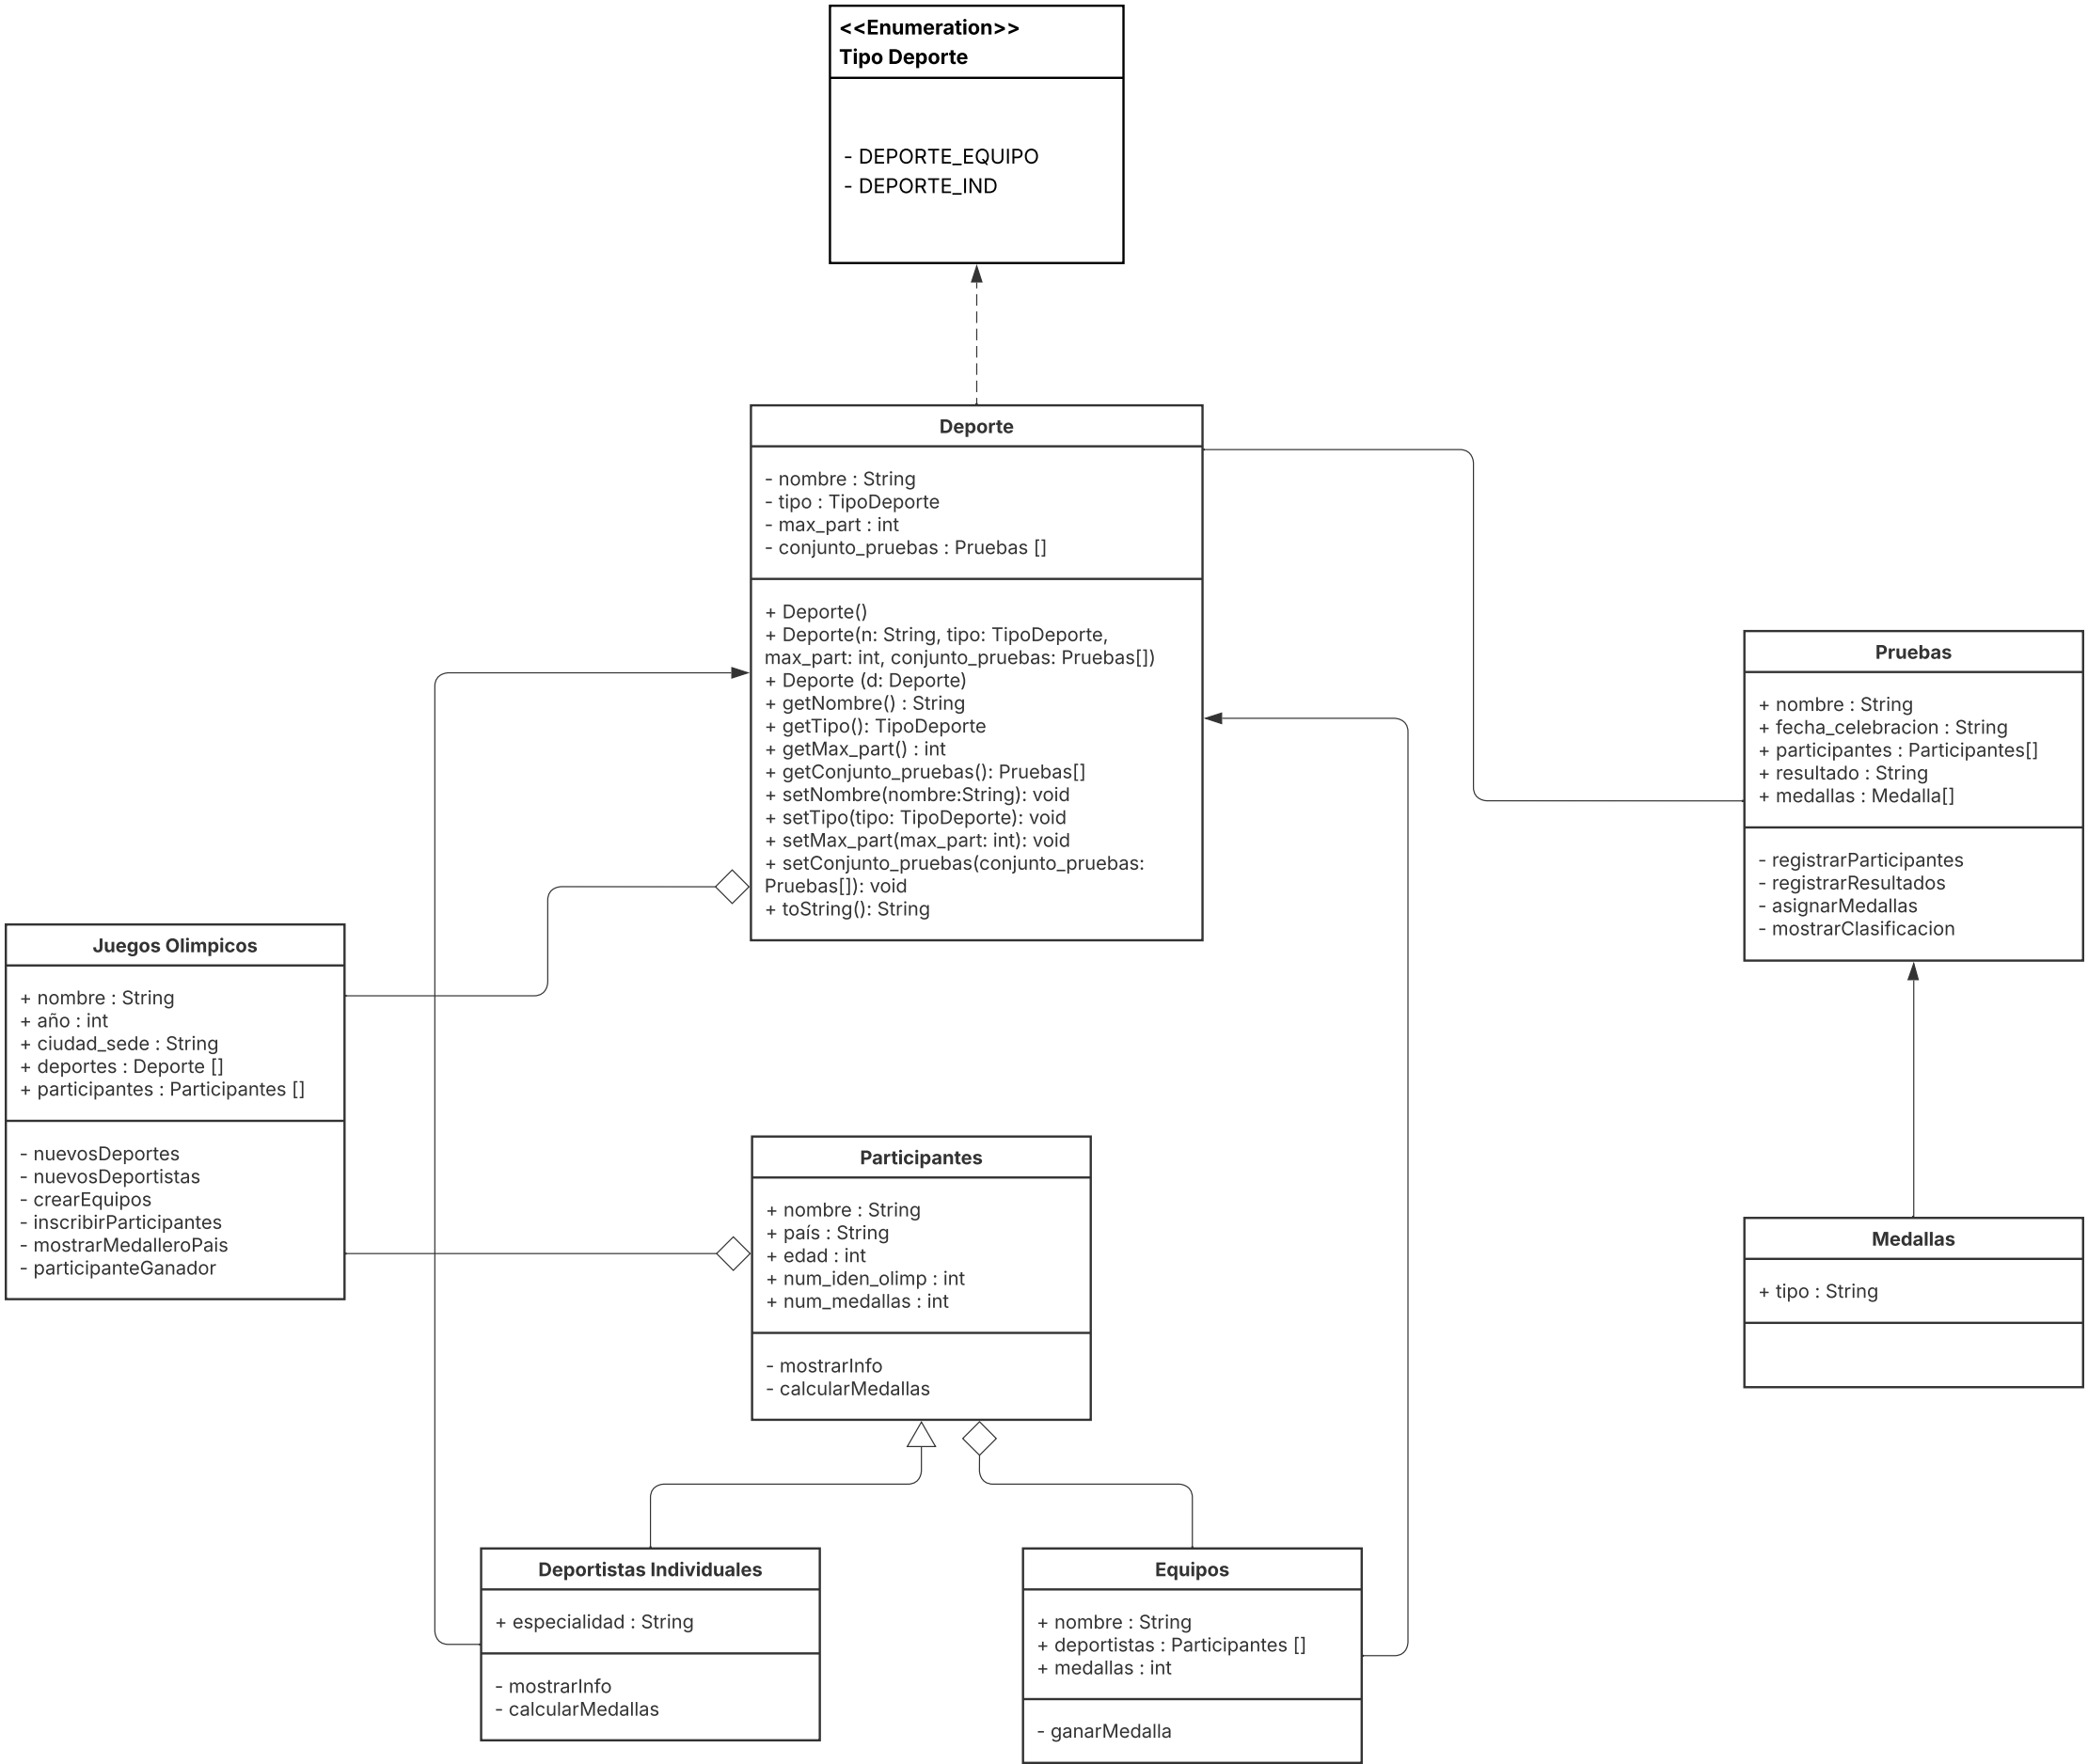 <<Enumeration>>
Tipo Deporte
- DEPORTE_EQUIPO
- DEPORTE_IND
Deporte
- nombre : String
- tipo : TipoDeporte
- max_part : int
- conjunto_pruebas : Pruebas []
+ Deporte()
+ Deporte(n: String, tipo: TipoDeporte,
max_part: int, conjunto_pruebas: Pruebas[])
+ Deporte (d: Deporte)
+ getNombre() : String
+ getTipo(): TipoDeporte
+ getMax_part() : int
+ getConjunto_pruebas(): Pruebas[]
+ setNombre(nombre:String): void
+ setTipo(tipo: TipoDeporte): void
+ setMax_part(max_part: int): void
+ setConjunto_pruebas(conjunto_pruebas:
Pruebas[]): void
+ toString(): String
Pruebas
+ nombre : String
+ fecha_celebracion : String
+ participantes : Participantes[]
+ resultado : String
+ medallas : Medalla[]
- registrarParticipantes
- registrarResultados
- asignarMedallas
- mostrarClasificacion
Juegos Olimpicos
+ nombre : String
+ año : int
+ ciudad_sede : String
+ deportes : Deporte []
+ participantes : Participantes []
- nuevosDeportes
- nuevosDeportistas
- crearEquipos
- inscribirParticipantes
- mostrarMedalleroPais
- participanteGanador
Participantes
+ nombre : String
+ país : String
+ edad : int
+ num_iden_olimp : int
+ num_medallas : int
- mostrarInfo
- calcularMedallas
Medallas
+ tipo : String
Deportistas Individuales
+ especialidad : String
- mostrarInfo
- calcularMedallas
Equipos
+ nombre : String
+ deportistas : Participantes []
+ medallas : int
- ganarMedalla